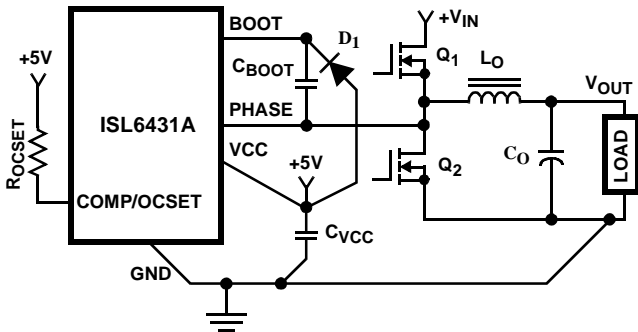 BOOT
D1
+VIN
+5V
CBOOT
Q1
LO
VOUT
ISL6431A
PHASE
VCC
+5V
ROCSET
Q2
CO
LOAD
COMP/OCSET
CVCC
GND